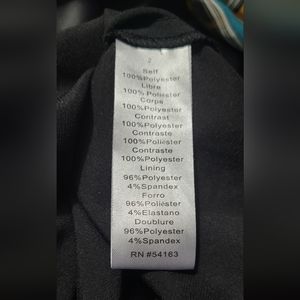 2
Self
100%Polyester
Libre
100% Poliester
Corps
100%Polyester
Contrast
100%Polyester
Contraste
100%Poliester
Contraste
100%Polyester
Lining
96%Polyester
4%Spandex
Forro
96%Poliéster
4%Elastano
Doublure
96%Polyester
4%Spandex
RN #54163